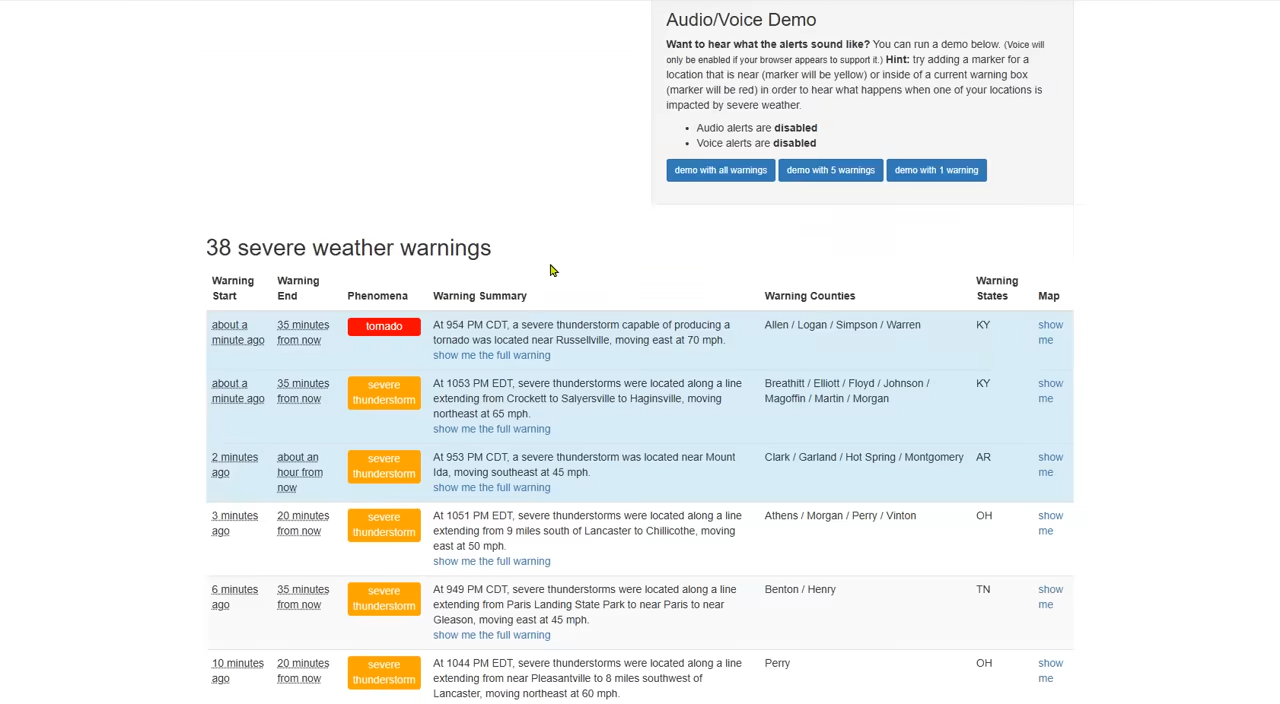 Audio/Voice Demo
Want to hear what the alerts sound like? You can run a demo below. (Voice will
only be enabled if your browser appears to support it.) Hint: try adding a marker for a
location that is near (marker will be yellow) or inside of a current warning box
(marker will be red) in order to hear what happens when one of your locations is
impacted by severe weather.
Audio alerts are disabled
Voice alerts are disabled
demo with all warnings demo with 5 warnings demo with 1 warning
38 severe weather warnings
Warning Start Warning End Phenomena Warning Summary Warning Counties Warning States Map
about a minute ago
35 minutes from now
tornado
At 954 PM CDT, a severe thunderstorm capable of producing a
tornado was located near Russellville, moving east at 70 mph.
show me the full warning
Allen / Logan / Simpson / Warren
KY
show me
about a minute ago
35 minutes from now
severe thunderstorm
At 1053 PM EDT, severe thunderstorms were located along a line
extending from Crockett to Salyersville to Haginsville, moving
northeast at 65 mph.
show me the full warning
Breathitt / Elliott / Floyd / Johnson /
Magoffin / Martin / Morgan
KY
show me
2 minutes ago
about an hour from now
severe thunderstorm
At 953 PM CDT, a severe thunderstorm was located near Mount
Ida, moving southeast at 45 mph.
show me the full warning
Clark / Garland / Hot Spring / Montgomery
AR
show me
3 minutes ago
20 minutes from now
severe thunderstorm
At 1051 PM EDT, severe thunderstorms were located along a line
extending from 9 miles south of Lancaster to Chillicothe, moving
east at 50 mph.
show me the full warning
Athens / Morgan / Perry / Vinton
OH
show me
6 minutes ago
35 minutes from now
severe thunderstorm
At 949 PM CDT, severe thunderstorms were located along a line
extending from Paris Landing State Park to near Paris to near
Gleason, moving east at 45 mph.
show me the full warning
Benton / Henry
TN
show me
10 minutes ago
20 minutes from now
severe thunderstorm
At 1044 PM EDT, severe thunderstorms were located along a line
extending from near Pleasantville to 8 miles southwest of
Lancaster, moving northeast at 60 mph.
Perry
OH
show me